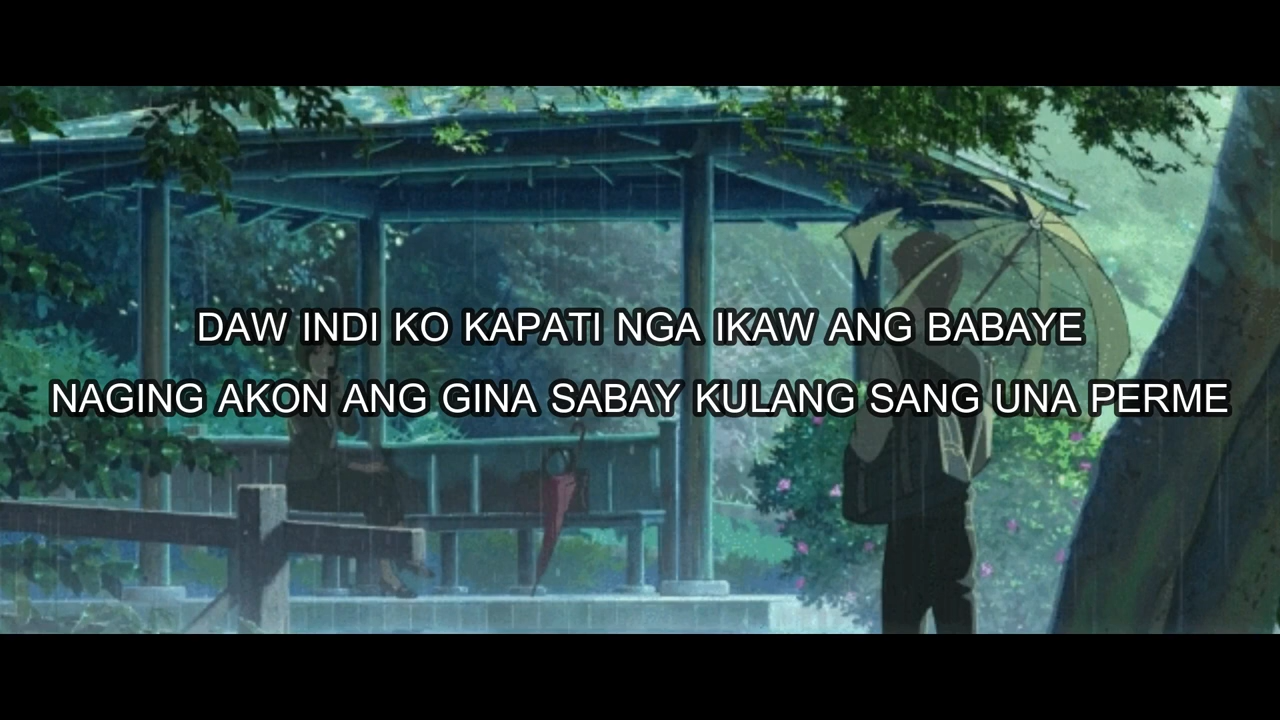 DAW INDI KO KAPATI NGA IKAW ANG BABAYE
NAGING AKON ANG GINA SABAY KULANG SANG UNA PERME